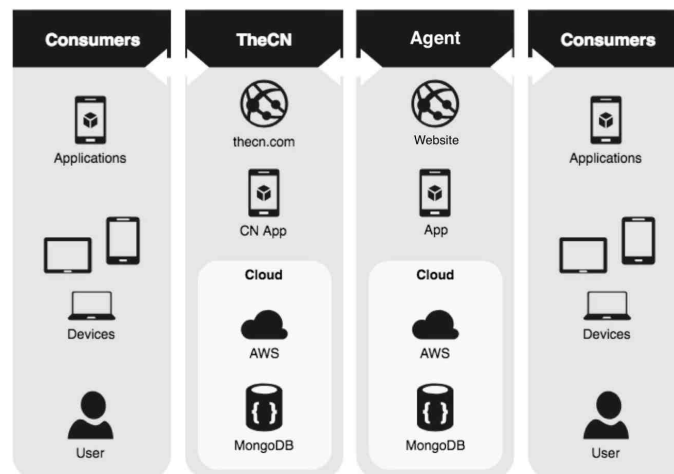 Consumers
Applications
Devices
User
TheCN
thecn.com
CN App
Cloud
AWS
{ }
MongoDB
Agent
Website
App
Cloud
AWS
{ }
MongoDB
Consumers
Applications
Devices
User